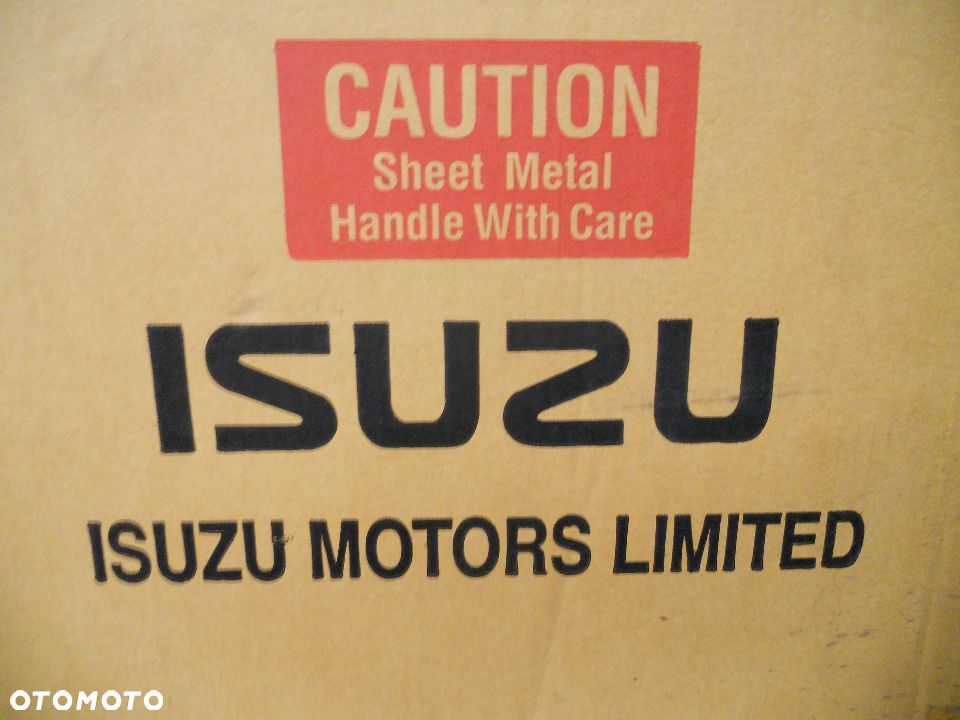 CAUTION
Sheet Metal
Handle With Care
ISUZU
ISUZU MOTORS LIMITED
OTOMOTO